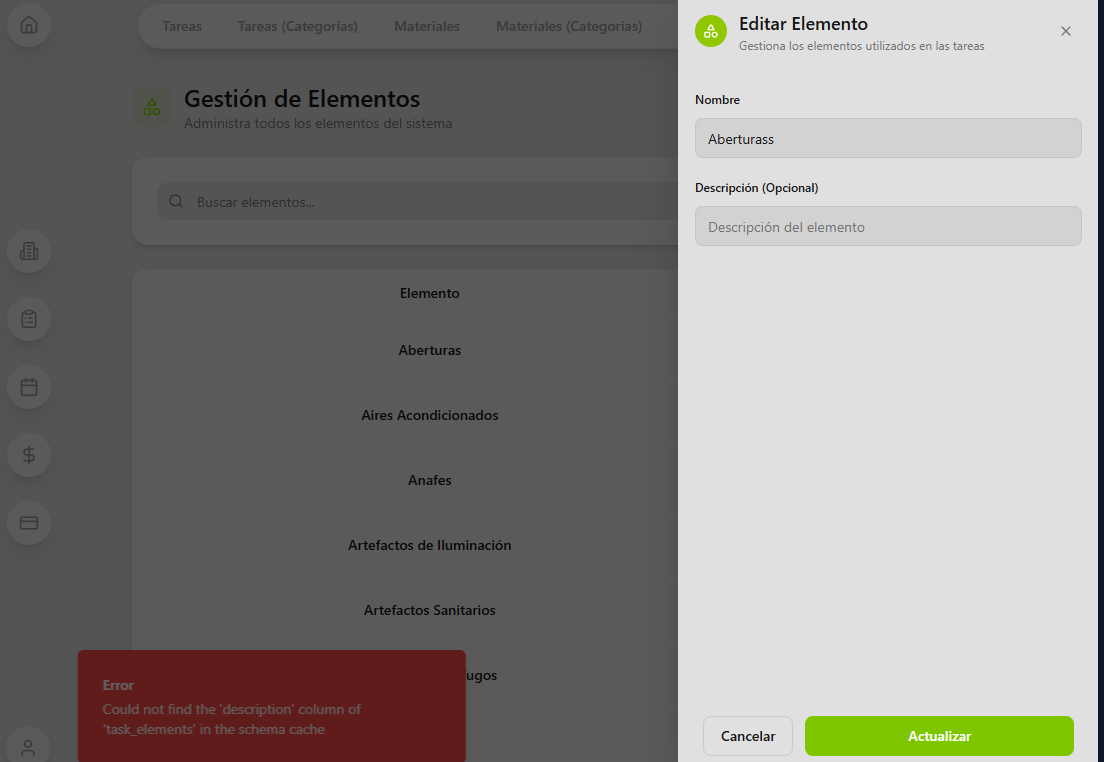 Tareas
Tareas (Categorías)
Materiales
Materiales (Categorías)
Gestión de Elementos
Administra todos los elementos del sistema
Buscar elementos...
Elemento
Aberturas
Aires Acondicionados
Anafes
Artefactos de Iluminación
Artefactos Sanitarios
Error
Could not find the 'description' column of
'task_elements' in the schema cache
Editar Elemento
Gestiona los elementos utilizados en las tareas
Nombre
Aberturass
Descripción (Opcional)
Descripción del elemento
Cancelar
Actualizar